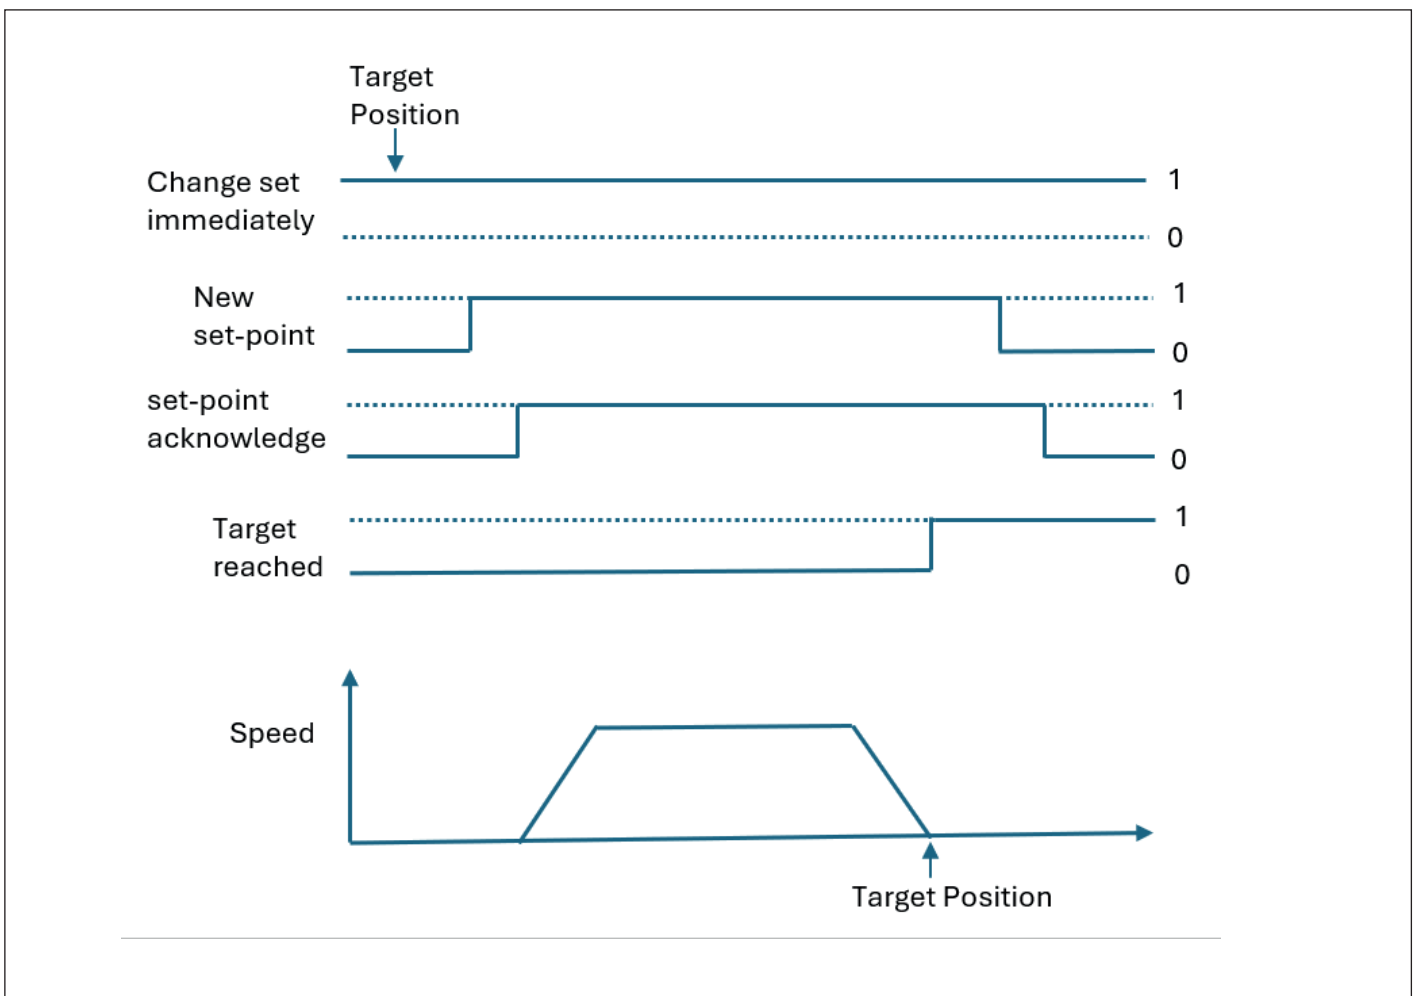 Target
Position
Change set
immediately
1
0
New
set-point
1
0
set-point
acknowledge
1
0
Target
reached
1
0
Speed
Target Position